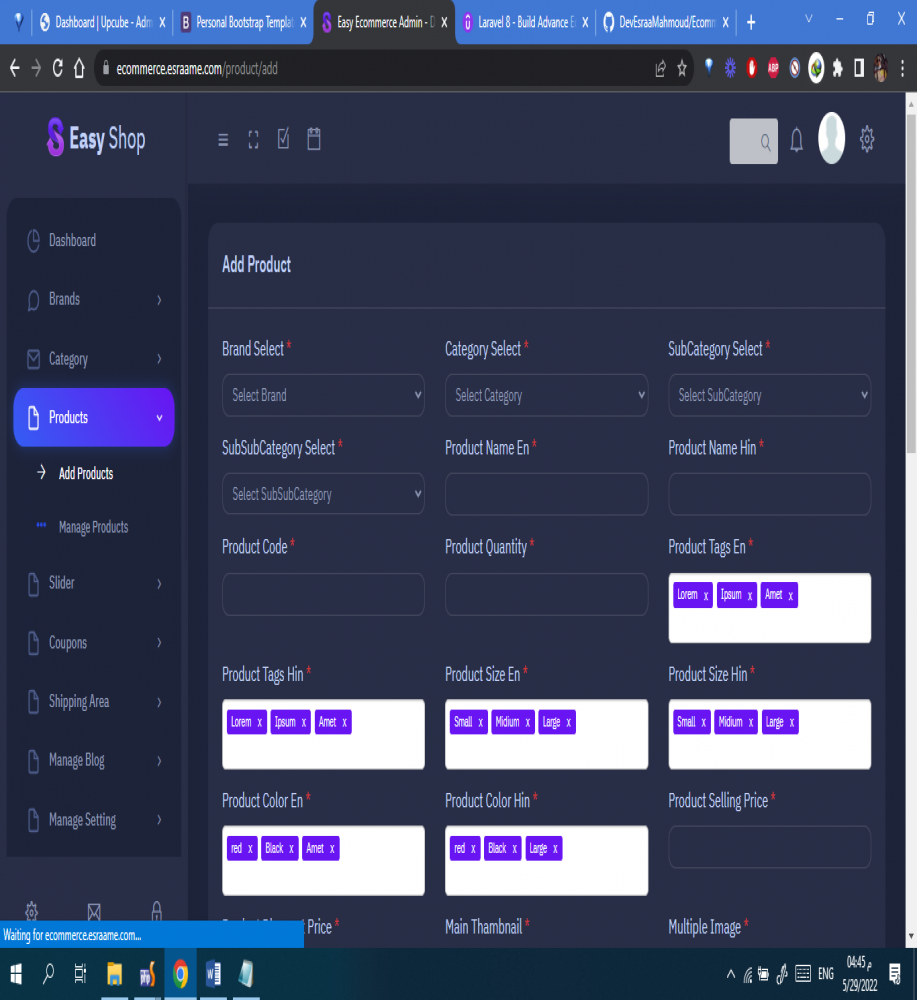 Dashboard | Upcube - Adm
Personal Bootstrap Templat
Easy Ecommerce Admin - D
Laravel 8 - Build Advance E
DevEsraaMahmoud/Ecomm
ecommerce.esraame.com/product/add
ABP
Easy Shop
Dashboard
Brands
Category
Products
Add Products
Manage Products
Slider
Coupons
Shipping Area
Manage Blog
Manage Setting
Add Product
Brand Select * Category Select * SubCategory Select *
Select Brand Select Category Select SubCategory
SubSubCategory Select * Product Name En * Product Name Hin *
Select SubSubCategory
Product Code * Product Quantity * Product Tags En *
Lorem x Ipsum x Amet x
Product Tags Hin * Product Size En * Product Size Hin *
Lorem x Ipsum x Amet x Small x Midium x Large x Small x Midium x Large x
Product Color En * Product Color Hin * Product Selling Price *
red x Black x Amet x red x Black x Large x
Price * Main Thambnail * Multiple Image *
Waiting for ecommerce.esraame.com...
ENG
04:45 م
5/29/2022